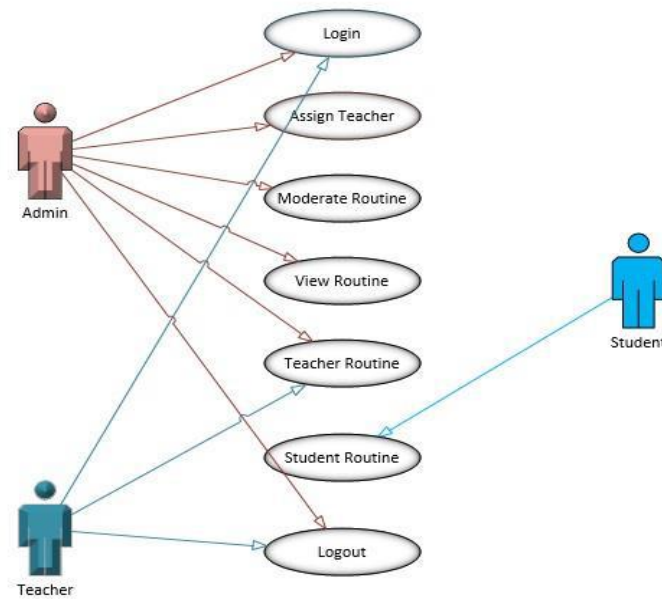 Login
Assign Teacher
Admin
Moderate Routine
View Routine
Student
Teacher Routine
Student Routine
Logout
Teacher